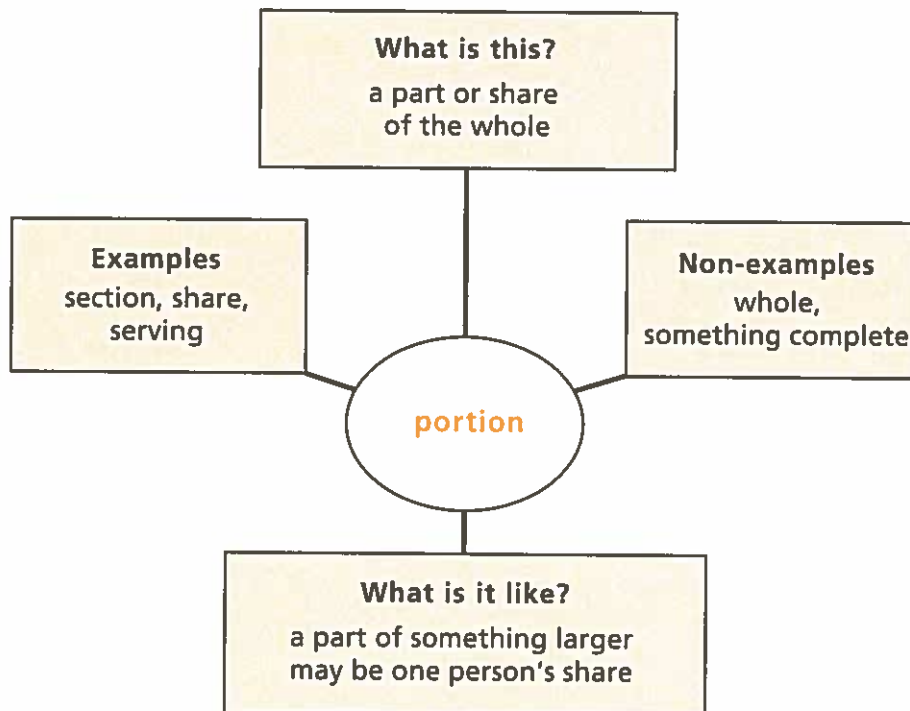 What is this?
a part or share
of the whole
Examples
section, share,
serving
Non-examples
whole,
something complete
portion
What is it like?
a part of something larger
may be one person's share